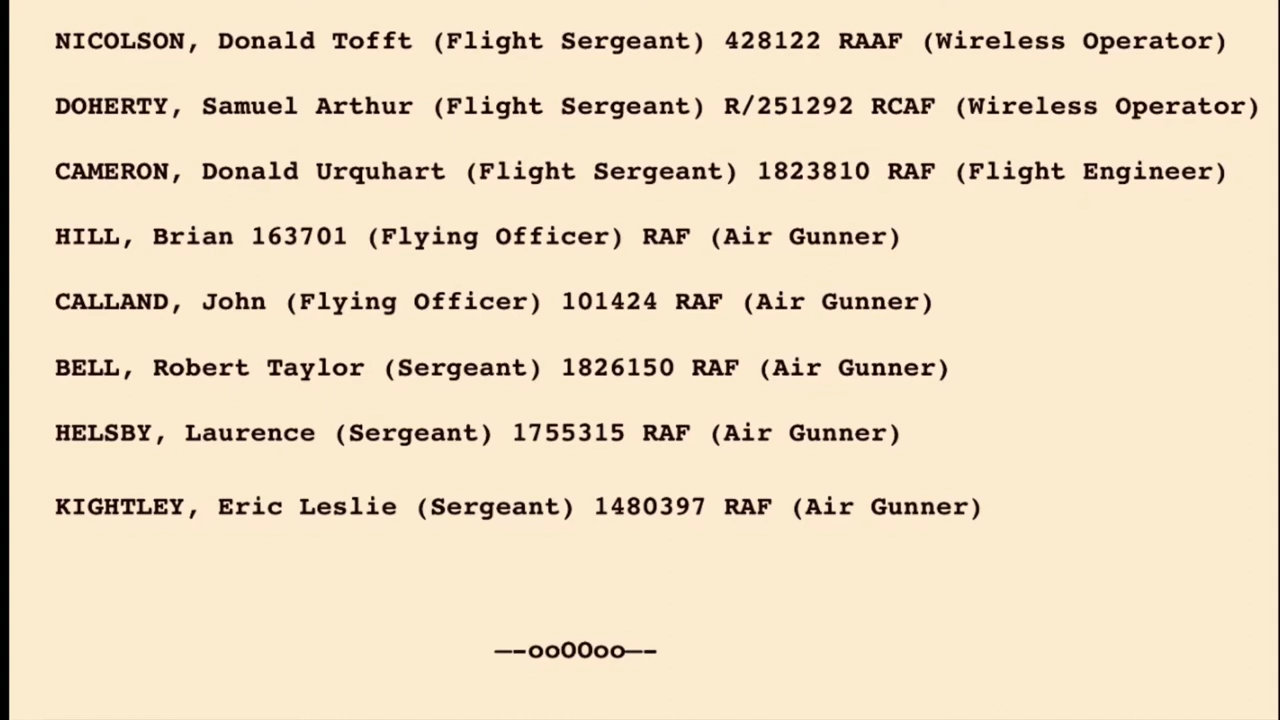 NICOLSON, Donald Tofft (Flight Sergeant) 428122 RAAF (Wireless Operator)
DOHERTY, Samuel Arthur (Flight Sergeant) R/251292 RCAF (Wireless Operator)
CAMERON, Donald Urquhart (Flight Sergeant) 1823810 RAF (Flight Engineer)
HILL, Brian 163701 (Flying Officer) RAF (Air Gunner)
CALLAND, John (Flying Officer) 101424 RAF (Air Gunner)
BELL, Robert Taylor (Sergeant) 1826150 RAF (Air Gunner)
HELSBY, Laurence (Sergeant) 1755315 RAF (Air Gunner)
KIGHTLEY, Eric Leslie (Sergeant) 1480397 RAF (Air Gunner)
—-ooOOoo—-